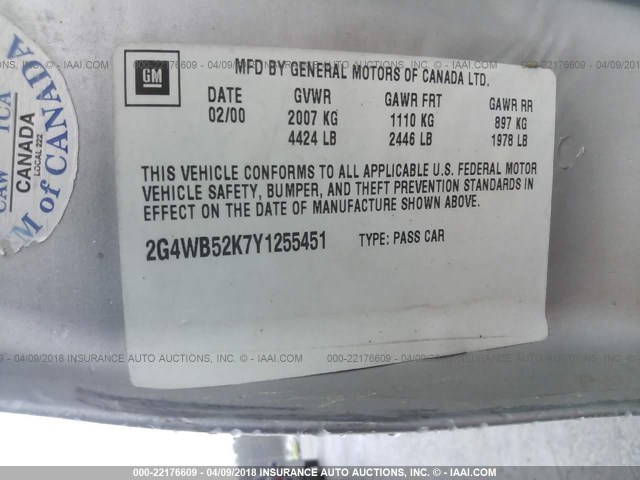 GM
MFD BY GENERAL MOTORS OF CANADA LTD.
DATE GVWR GAWR FRT GAWR RR
02/00 2007 KG 1110 KG 897 KG
4424 LB 2446 LB 1978 LB
THIS VEHICLE CONFORMS TO ALL APPLICABLE U.S. FEDERAL MOTOR
VEHICLE SAFETY, BUMPER, AND THEFT PREVENTION STANDARDS IN
EFFECT ON THE DATE OF MANUFACTURE SHOWN ABOVE.
2G4WB52K7Y1255451 TYPE: PASS CAR
CAW TCA
CANADA
LOCAL 222
M of CANADA
000-22176609 - 04/09/2018 INSURANCE AUTO AUCTIONS, INC. - © - IAAI.COM